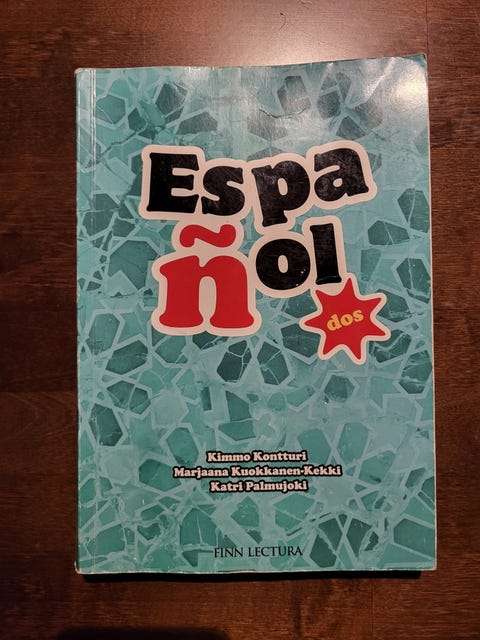 Espa
ñol
dos
Kimmo Kontturi
Marjaana Kuokkanen-Kekki
Katri Palmujoki
FINN LECTURA